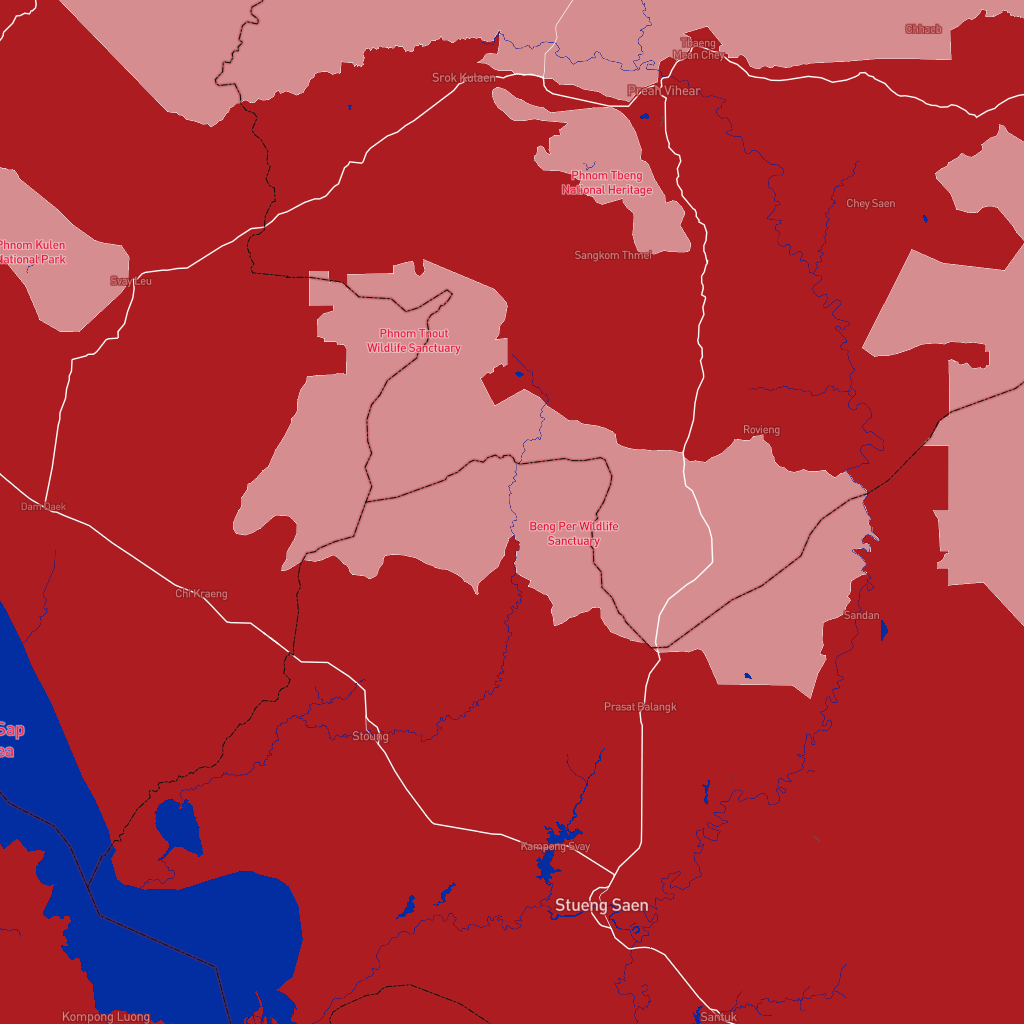 Chhaeb
Tbaeng
Mean Chey
Srok Kulaen
Preah Vihear
Phnom Tbeng
National Heritage
Chey Saen
Phnom Kulen
National Park
Sangkom Thmei
Svay Leu
Phnom Tnout
Wildlife Sanctuary
Rovieng
Dam Daek
Beng Per Wildlife
Sanctuary
Chi Kraeng
Sandan
Prasat Balangk
Sap
Stoung
Kampong Svay
Stueng Saen
Kompong Luong
Santuk